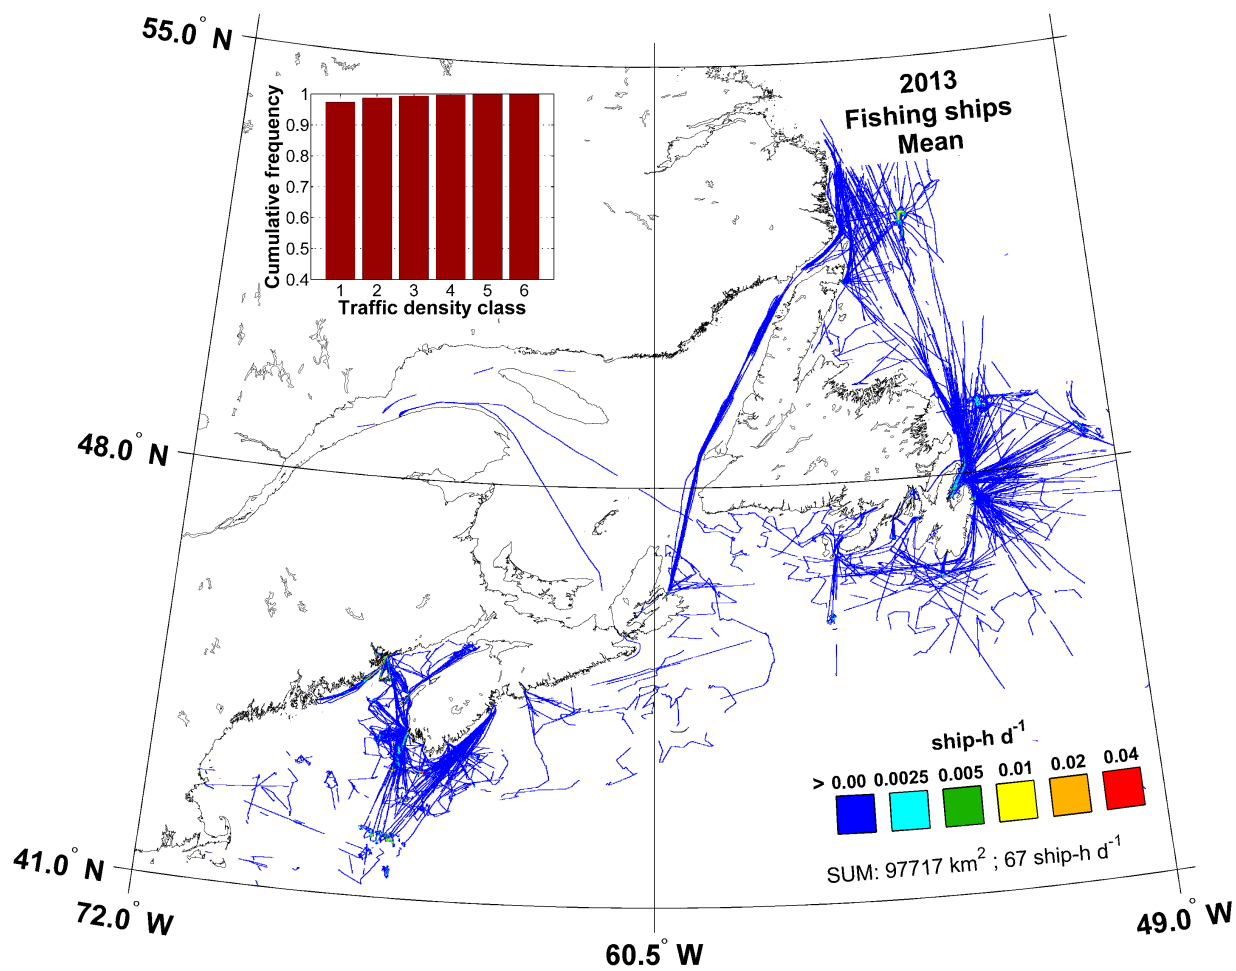 55.0° N
2013
Fishing ships
Mean
Cumulative frequency
1
0.9
0.8
0.7
0.6
0.5
0.4
1 2 3 4 5 6
Traffic density class
48.0° N
ship-h d⁻¹
> 0.00 0.0025 0.005 0.01 0.02 0.04
SUM: 97717 km² ; 67 ship-h d⁻¹
41.0° N
72.0° W
60.5° W
49.0° W